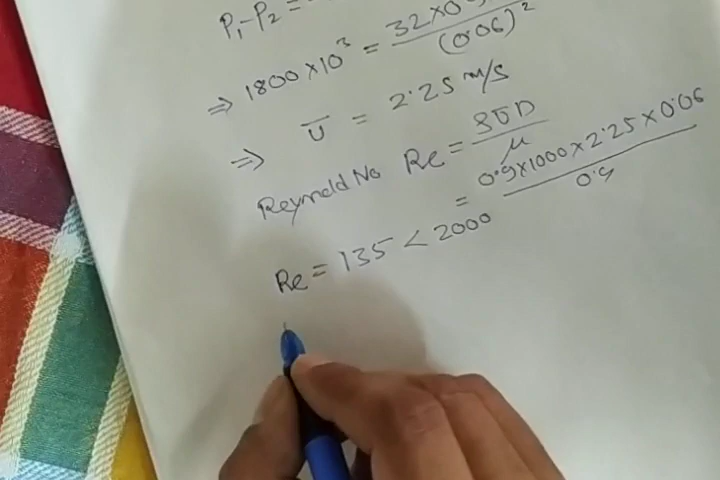 P₁-P₂ =
⇒ 1800×10³ = 32×0 / (0.06)²
⇒ U̅ = 2.25 m/s
Reynold No Re = ρU̅D / μ
= 0.9×1000×2.25×0.06 / 0.9
Re = 135 < 2000